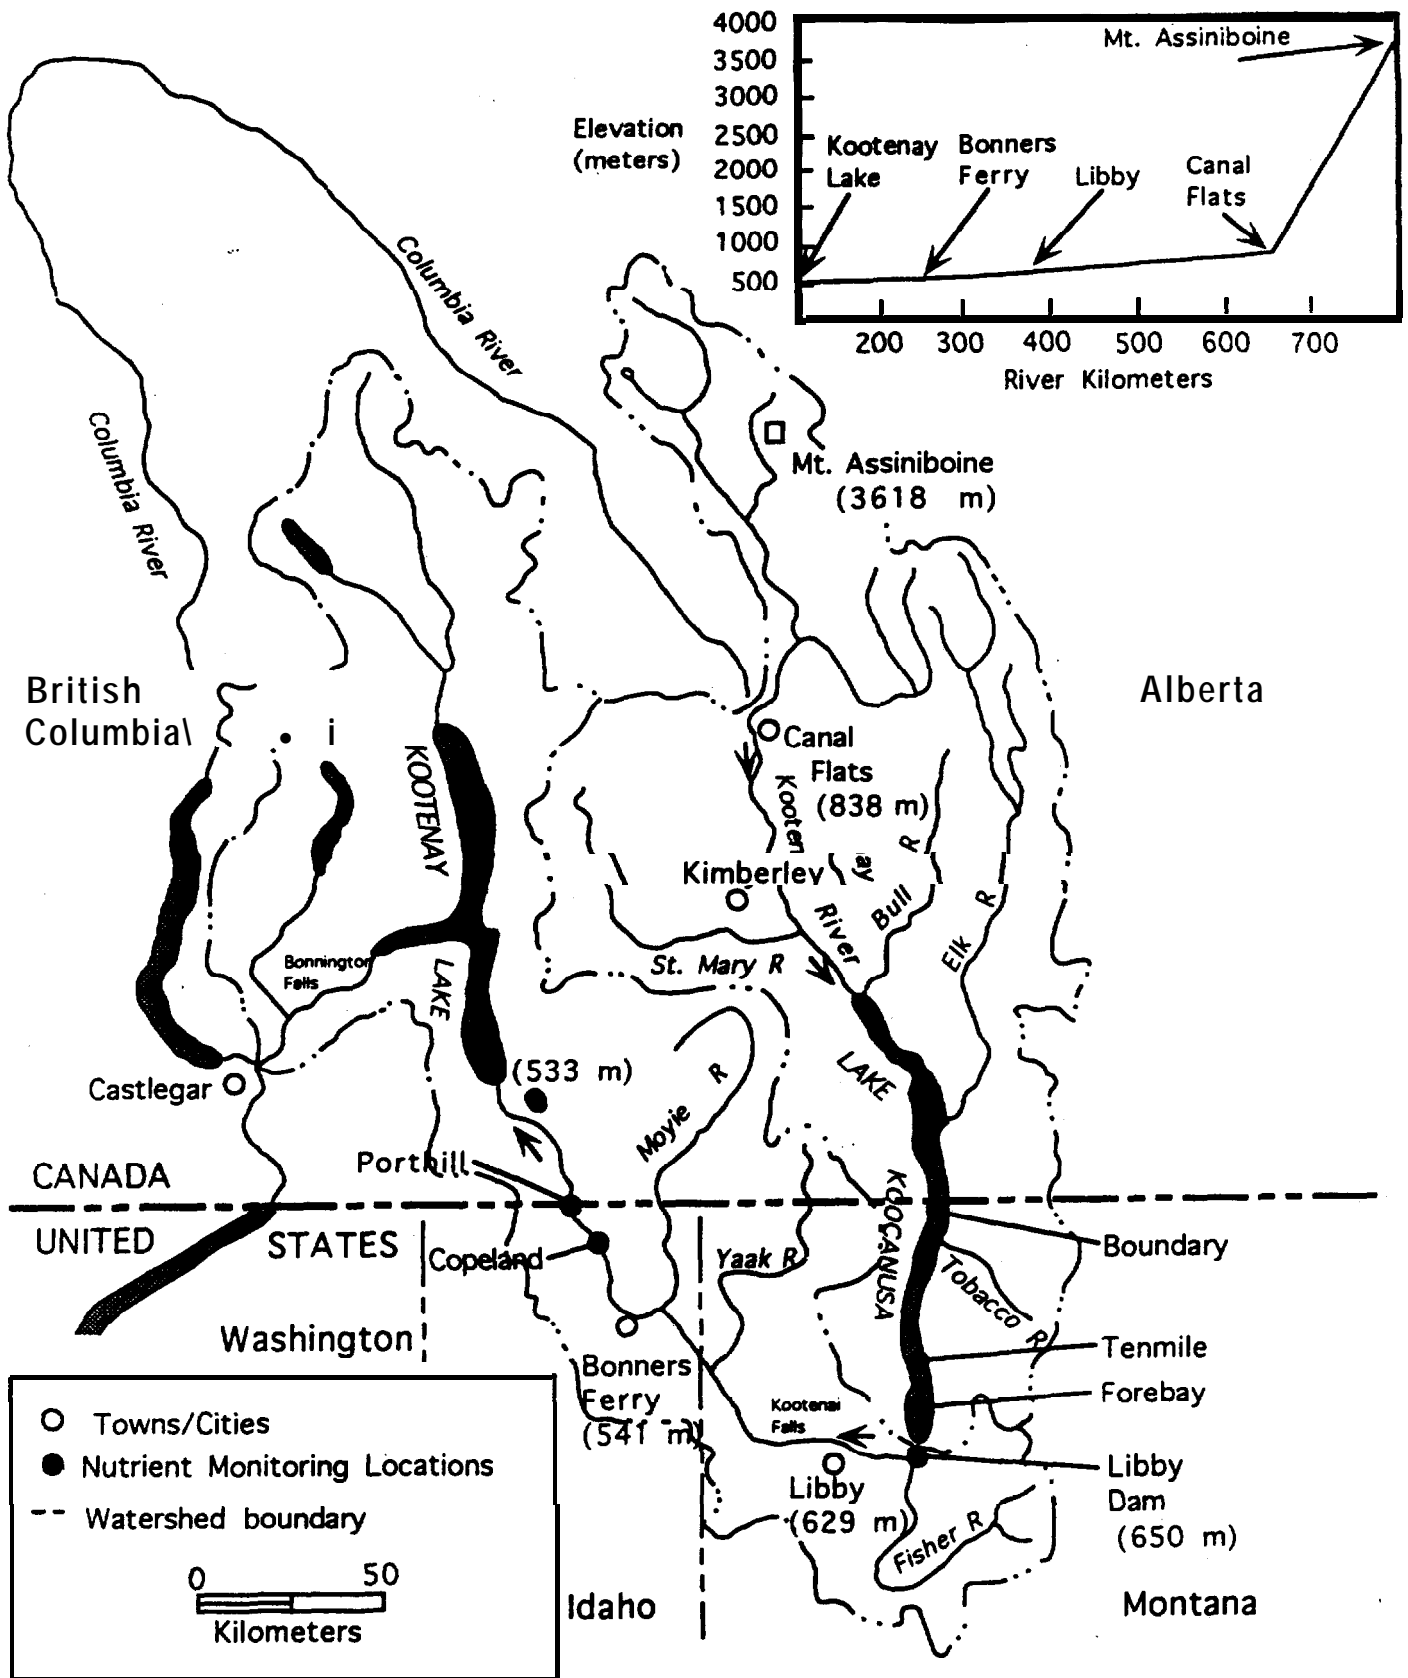 4000
3500
3000
2500
2000
1500
1000
500
Elevation
(meters)
Mt. Assiniboine
Kootenay
Lake
Bonners
Ferry
Libby
Canal
Flats
200 300 400 500 600 700
River Kilometers
Columbia River
Columbia River
Mt. Assiniboine
(3618 m)
British
Columbia\
i
Alberta
KOOTENAY
LAKE
Canal
Flats
(838 m)
Kooten
ay
River
Kimberley
Bull R
Elk R
St. Mary R
Bonnington
Falls
(533 m)
Castlegar
Moyie R
LAKE
KOOCANUSA
Porthill
CANADA
UNITED STATES
Copeland
Yaak R
Boundary
Tobacco R
Washington
Tenmile
Bonners
Ferry
(541 m)
Forebay
Kootenai
Falls
Libby
(629 m)
Libby
Dam
(650 m)
Fisher R
Idaho
Montana
Towns/Cities
Nutrient Monitoring Locations
Watershed boundary
0 50
Kilometers